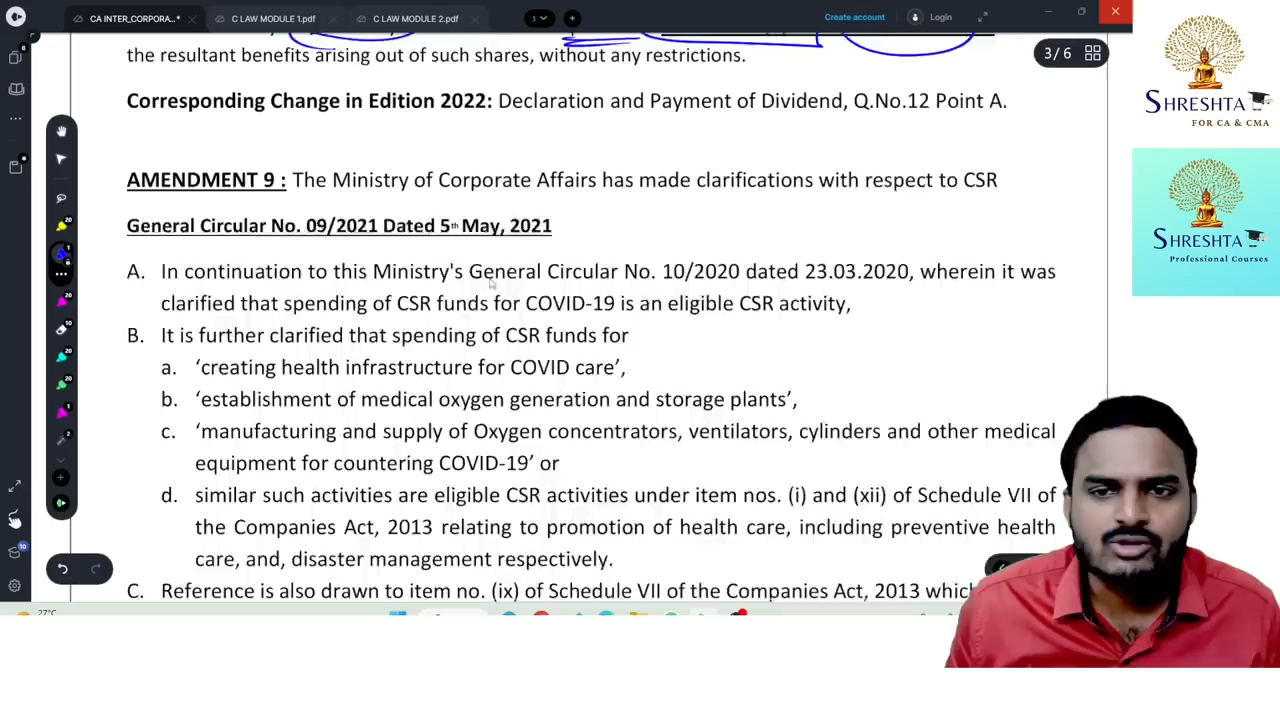 CA INTER_CORPORA...*
C LAW MODULE 1.pdf
C LAW MODULE 2.pdf
3
Create account
Login
3 / 6
the resultant benefits arising out of such shares, without any restrictions.
Corresponding Change in Edition 2022: Declaration and Payment of Dividend, Q.No.12 Point A.
AMENDMENT 9 : The Ministry of Corporate Affairs has made clarifications with respect to CSR
General Circular No. 09/2021 Dated 5th May, 2021
A. In continuation to this Ministry's General Circular No. 10/2020 dated 23.03.2020, wherein it was
clarified that spending of CSR funds for COVID-19 is an eligible CSR activity,
B. It is further clarified that spending of CSR funds for
a. ‘creating health infrastructure for COVID care’,
b. ‘establishment of medical oxygen generation and storage plants’,
c. ‘manufacturing and supply of Oxygen concentrators, ventilators, cylinders and other medical
equipment for countering COVID-19’ or
d. similar such activities are eligible CSR activities under item nos. (i) and (xii) of Schedule VII of
the Companies Act, 2013 relating to promotion of health care, including preventive health
care, and, disaster management respectively.
C. Reference is also drawn to item no. (ix) of Schedule VII of the Companies Act, 2013 which
27°C
SHRESHTA
FOR CA & CMA
SHRESHTA
Professional Courses